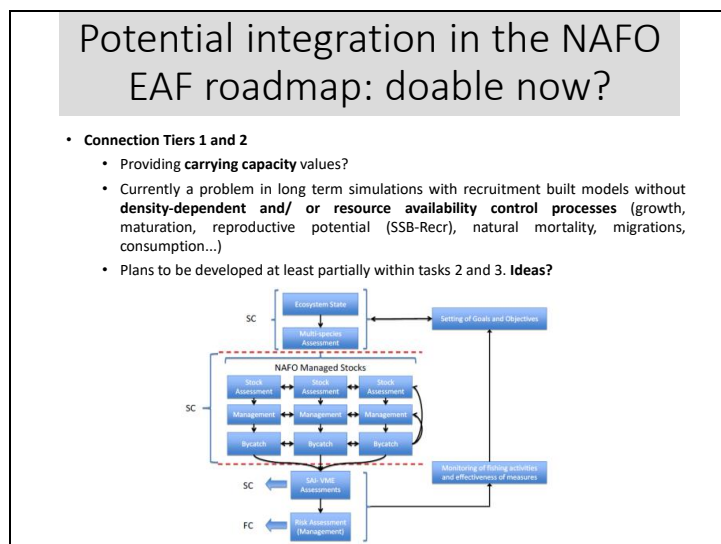 Potential integration in the NAFO
EAF roadmap: doable now?
• Connection Tiers 1 and 2
• Providing carrying capacity values?
• Currently a problem in long term simulations with recruitment built models without
density-dependent and/ or resource availability control processes (growth,
maturation, reproductive potential (SSB-Recr), natural mortality, migrations,
consumption...)
• Plans to be developed at least partially within tasks 2 and 3. Ideas?
SC
Ecosystem State
Setting of Goals and Objectives
Multi-species
Assessment
NAFO Managed Stocks
Stock
Assessment
Stock
Assessment
Stock
Assessment
SC
Management
Management
Management
Bycatch
Bycatch
Bycatch
Monitoring of fishing activities
and effectiveness of measures
SC
SAI- VME
Assessments
FC
Risk Assessment
(Management)